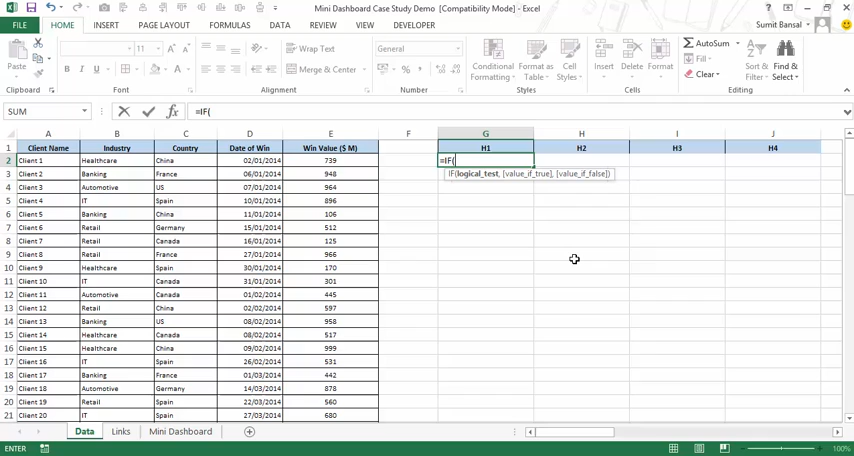 Mini Dashboard Case Study Demo [Compatibility Mode] - Excel
FILE HOME INSERT PAGE LAYOUT FORMULAS DATA REVIEW VIEW DEVELOPER Sumit Bansal
Paste
Clipboard
11
B I U
Font
Wrap Text
Merge & Center
Alignment
General
Number
Conditional Formatting
Format as Table
Cell Styles
Styles
Insert Delete Format
Cells
AutoSum
Fill
Clear
Sort & Filter
Find & Select
Editing
SUM =IF(
A B C D E F G H I J
1 Client Name Industry Country Date of Win Win Value ($ M) H1 H2 H3 H4
2 Client 1 Healthcare China 02/01/2014 739 =IF(
IF(logical_test, [value_if_true], [value_if_false])
3 Client 2 Banking France 06/01/2014 948
4 Client 3 Automotive US 07/01/2014 964
5 Client 4 IT Spain 10/01/2014 896
6 Client 5 Banking China 11/01/2014 106
7 Client 6 Retail Germany 15/01/2014 512
8 Client 7 Retail Canada 16/01/2014 125
9 Client 8 Retail France 27/01/2014 966
10 Client 9 Healthcare Spain 30/01/2014 170
11 Client 10 IT Canada 31/01/2014 301
12 Client 11 Automotive Canada 01/02/2014 445
13 Client 12 Retail China 02/02/2014 597
14 Client 13 Banking US 08/02/2014 958
15 Client 14 Healthcare Canada 08/02/2014 517
16 Client 15 Healthcare China 09/02/2014 999
17 Client 16 IT Spain 26/02/2014 531
18 Client 17 Banking France 01/03/2014 442
19 Client 18 Automotive Germany 14/03/2014 878
20 Client 19 Retail Spain 22/03/2014 560
21 Client 20 IT Spain 27/03/2014 680
Data Links Mini Dashboard
ENTER 100%